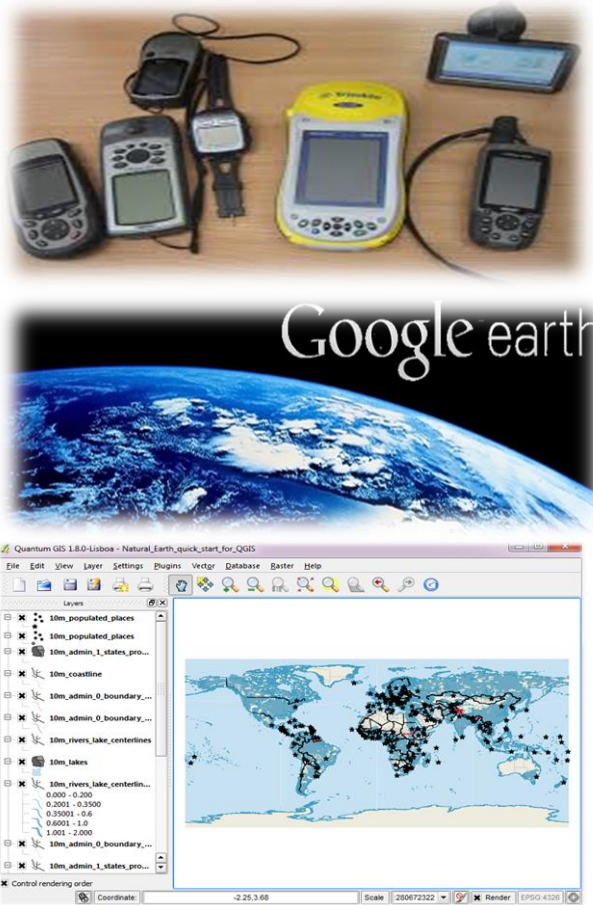 Trimble
Google earth
Quantum GIS 1.8.0-Lisboa - Natural_Earth_quick_start_for_QGIS
File Edit View Layer Settings Plugins Vector Database Raster Help
Layers
10m_populated_places
10m_populated_places
10m_admin_1_states_pro...
10m_coastline
10m_admin_0_boundary_...
10m_admin_0_boundary_...
10m_rivers_lake_centerlines
10m_lakes
10m_rivers_lake_centerlin...
0.000 - 0.200
0.2001 - 0.3500
0.35001 - 0.6
0.6001 - 1.0
1.001 - 2.000
10m_admin_0_boundary_...
10m_admin_1_states_pro...
Control rendering order
Coordinate: -2.25,3.68 Scale 280672322 Render EPSG:4326